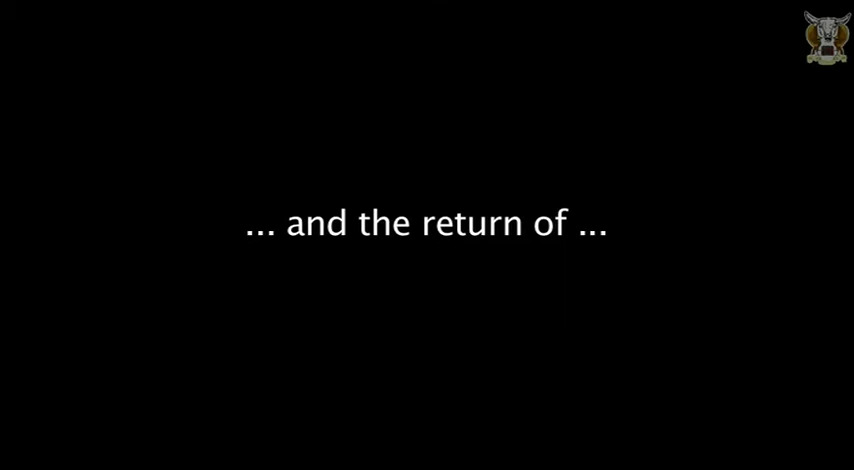 ... and the return of ...